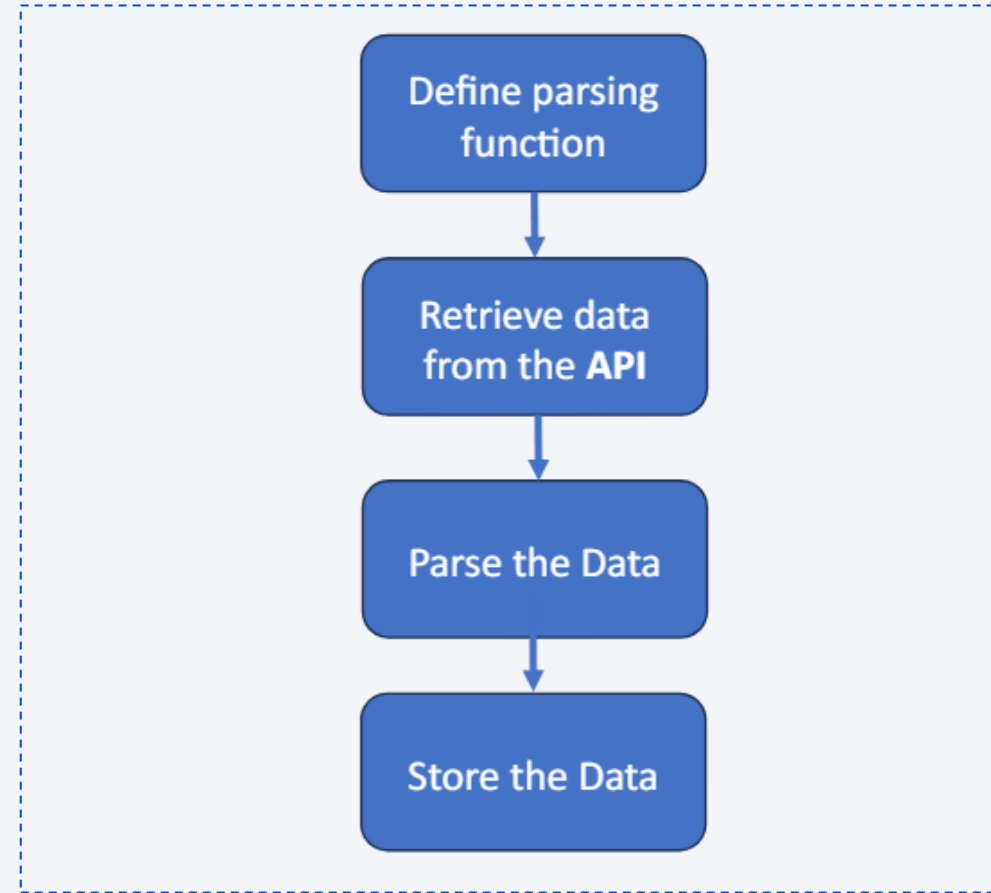 Define parsing
function
Retrieve data
from the API
Parse the Data
Store the Data